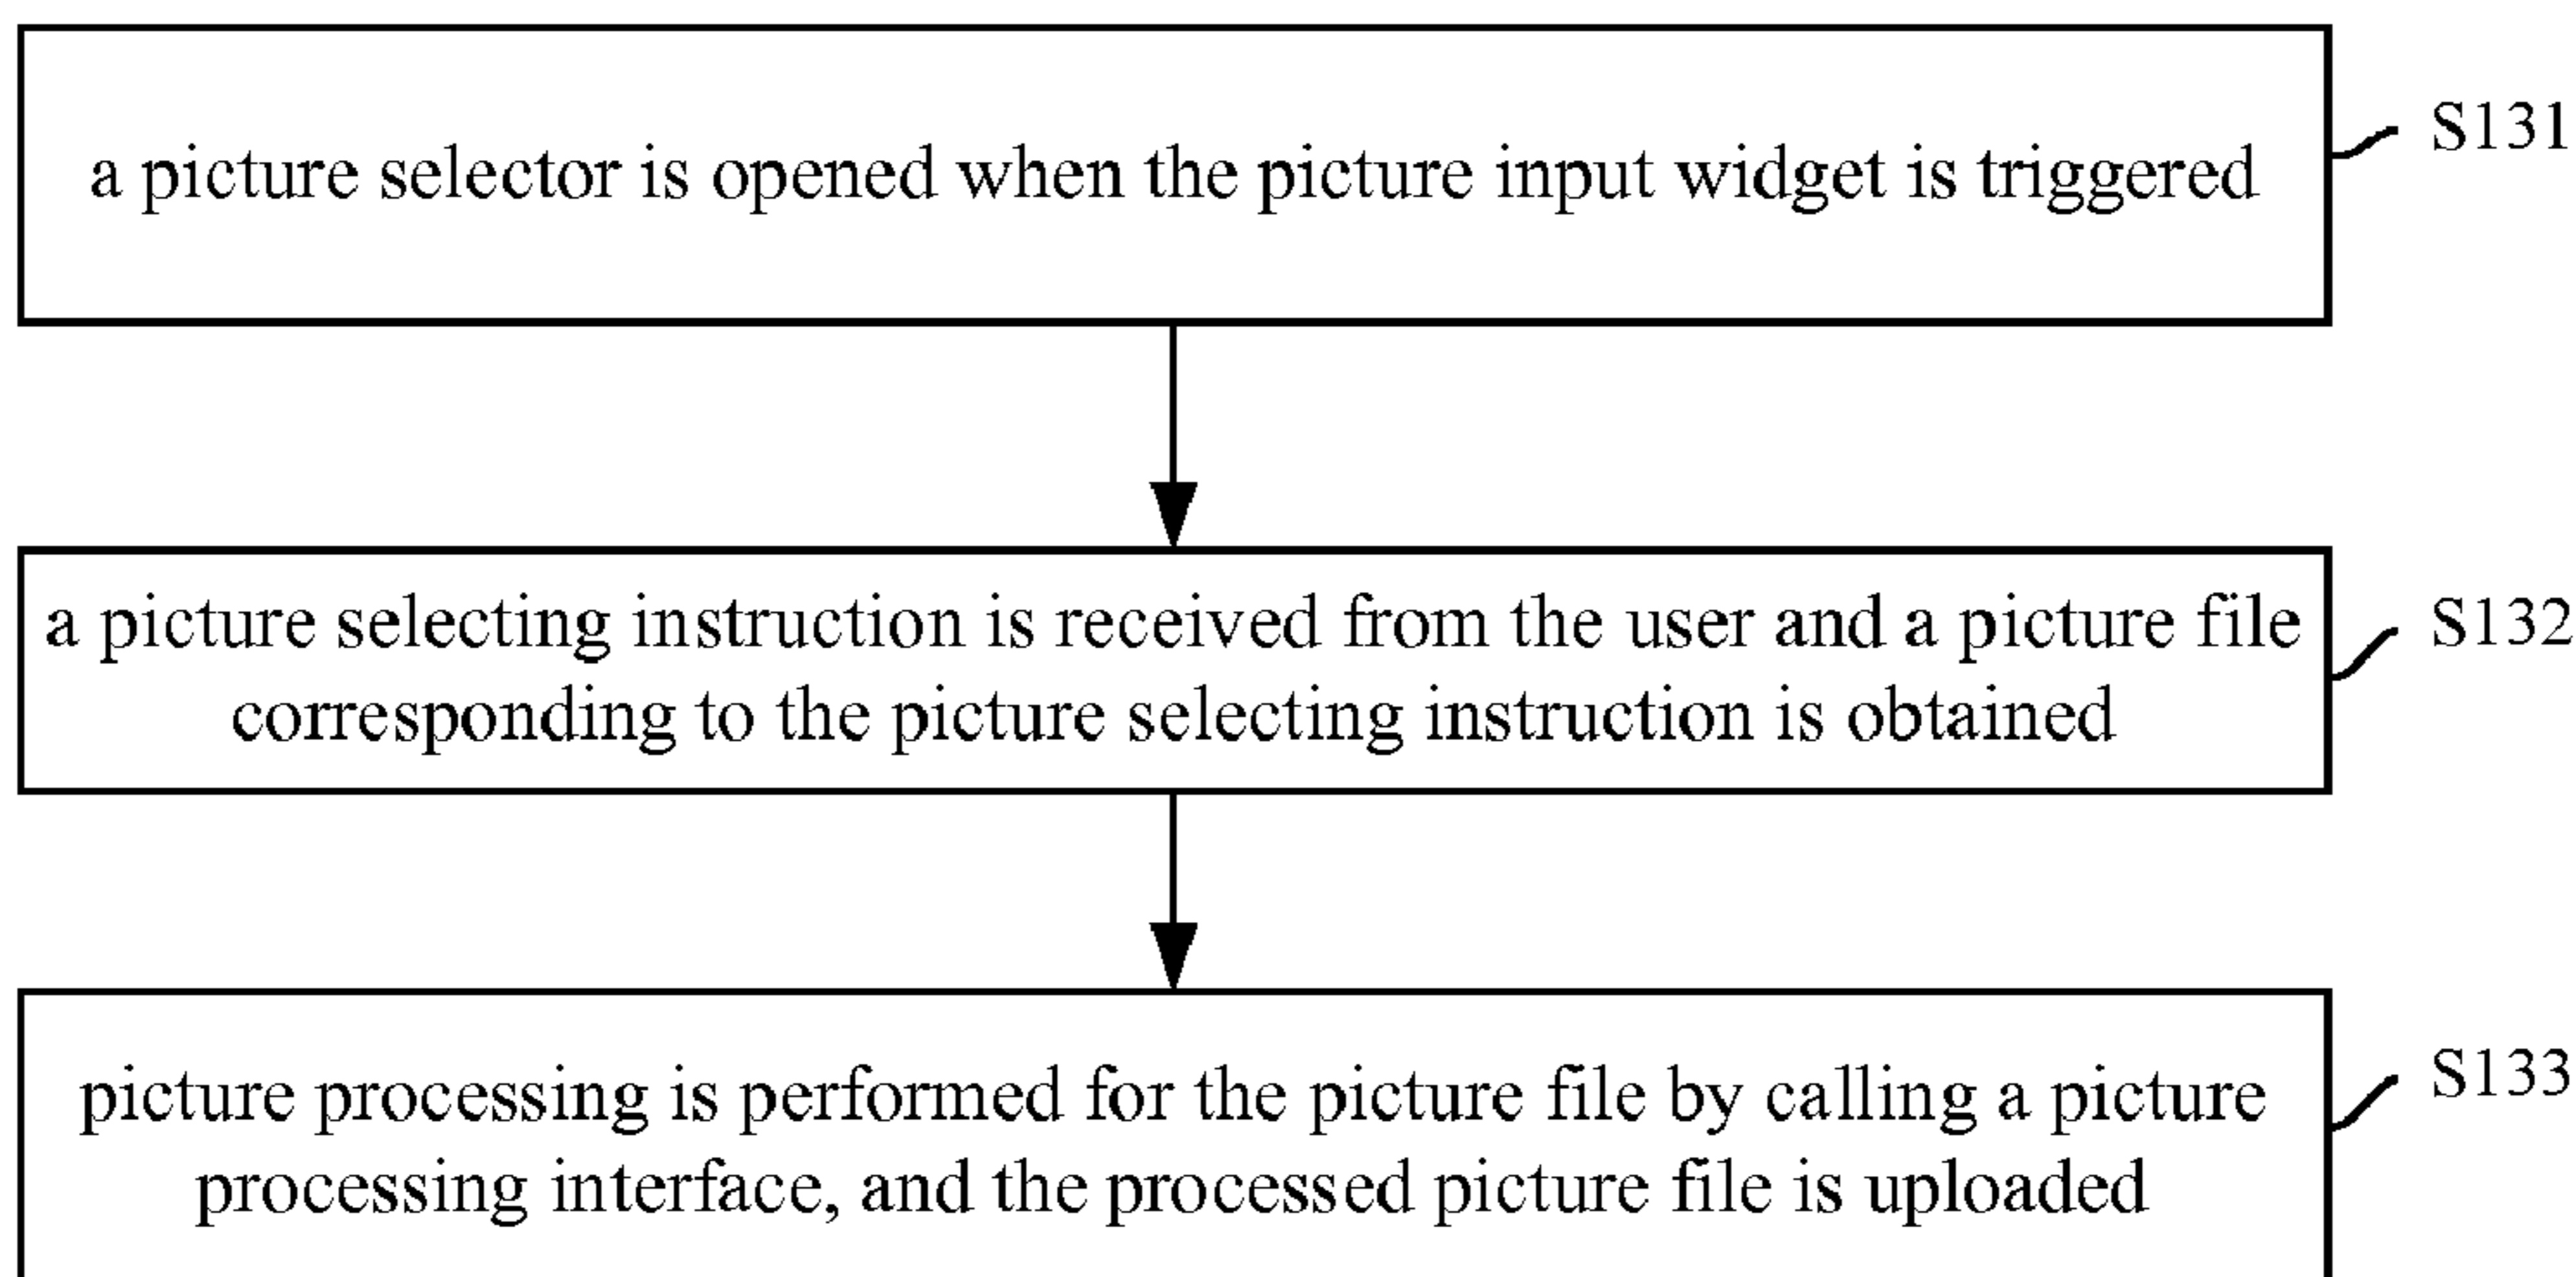 a picture selector is opened when the picture input widget is triggered
S131
a picture selecting instruction is received from the user and a picture file
corresponding to the picture selecting instruction is obtained
S132
picture processing is performed for the picture file by calling a picture
processing interface, and the processed picture file is uploaded
S133